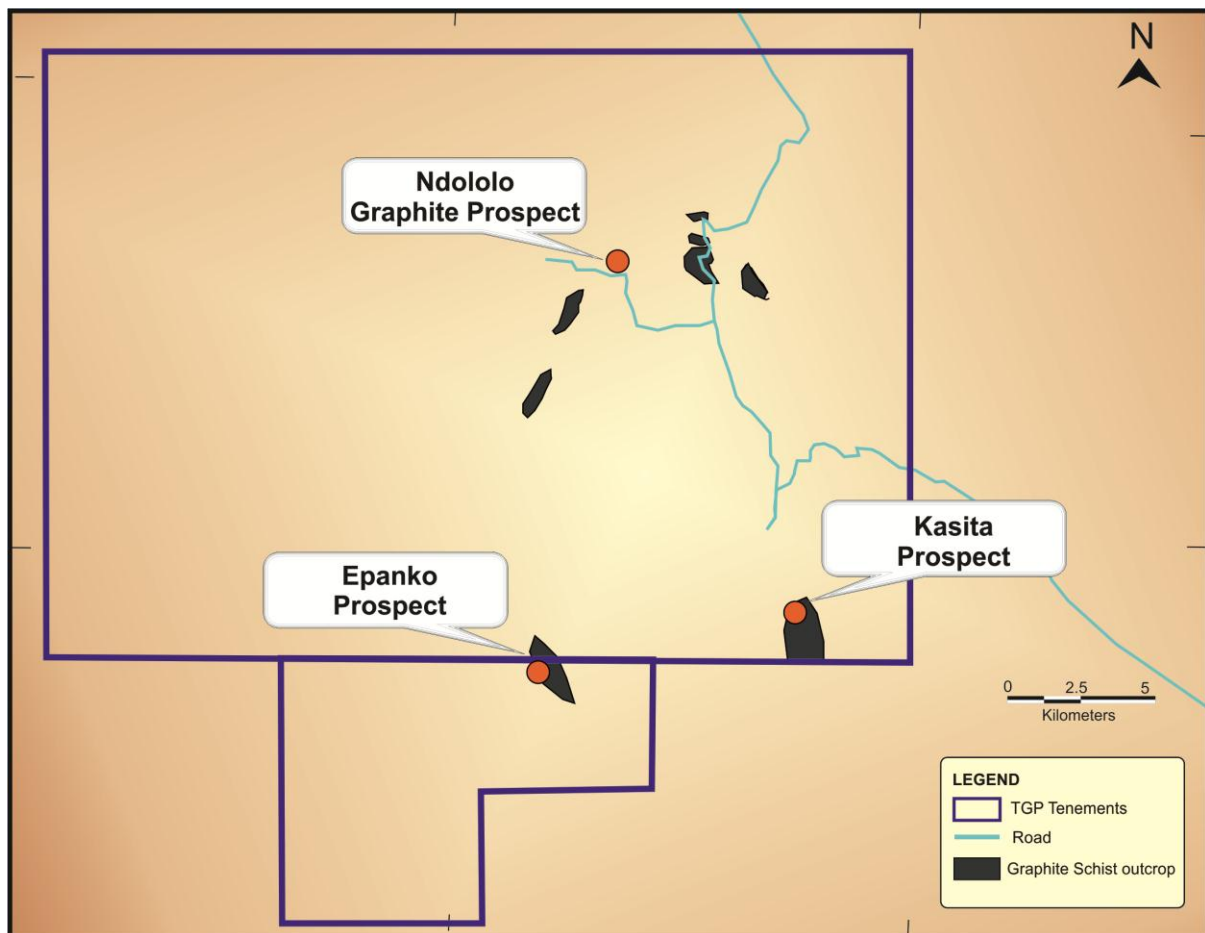 N
Ndololo
Graphite Prospect
Kasita
Prospect
Epanko
Prospect
0 2.5 5
Kilometers
LEGEND
TGP Tenements
Road
Graphite Schist outcrop